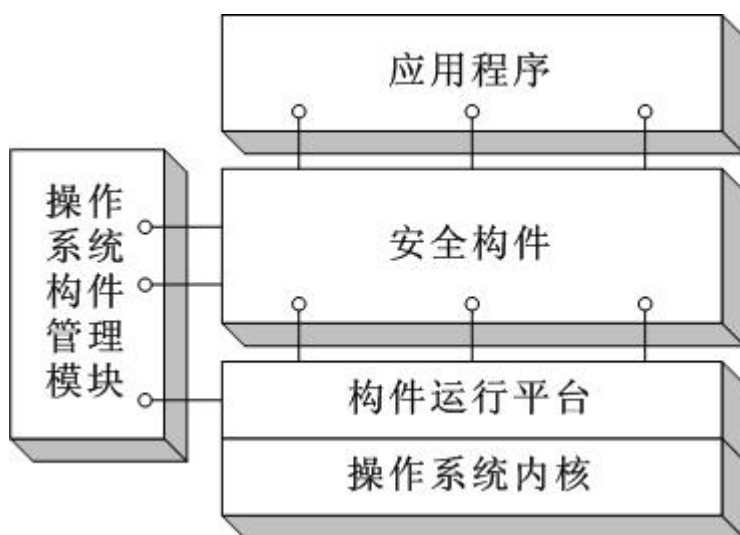 应用程序
操作
系统
构件
管理
模块
安全构件
构件运行平台
操作系统内核